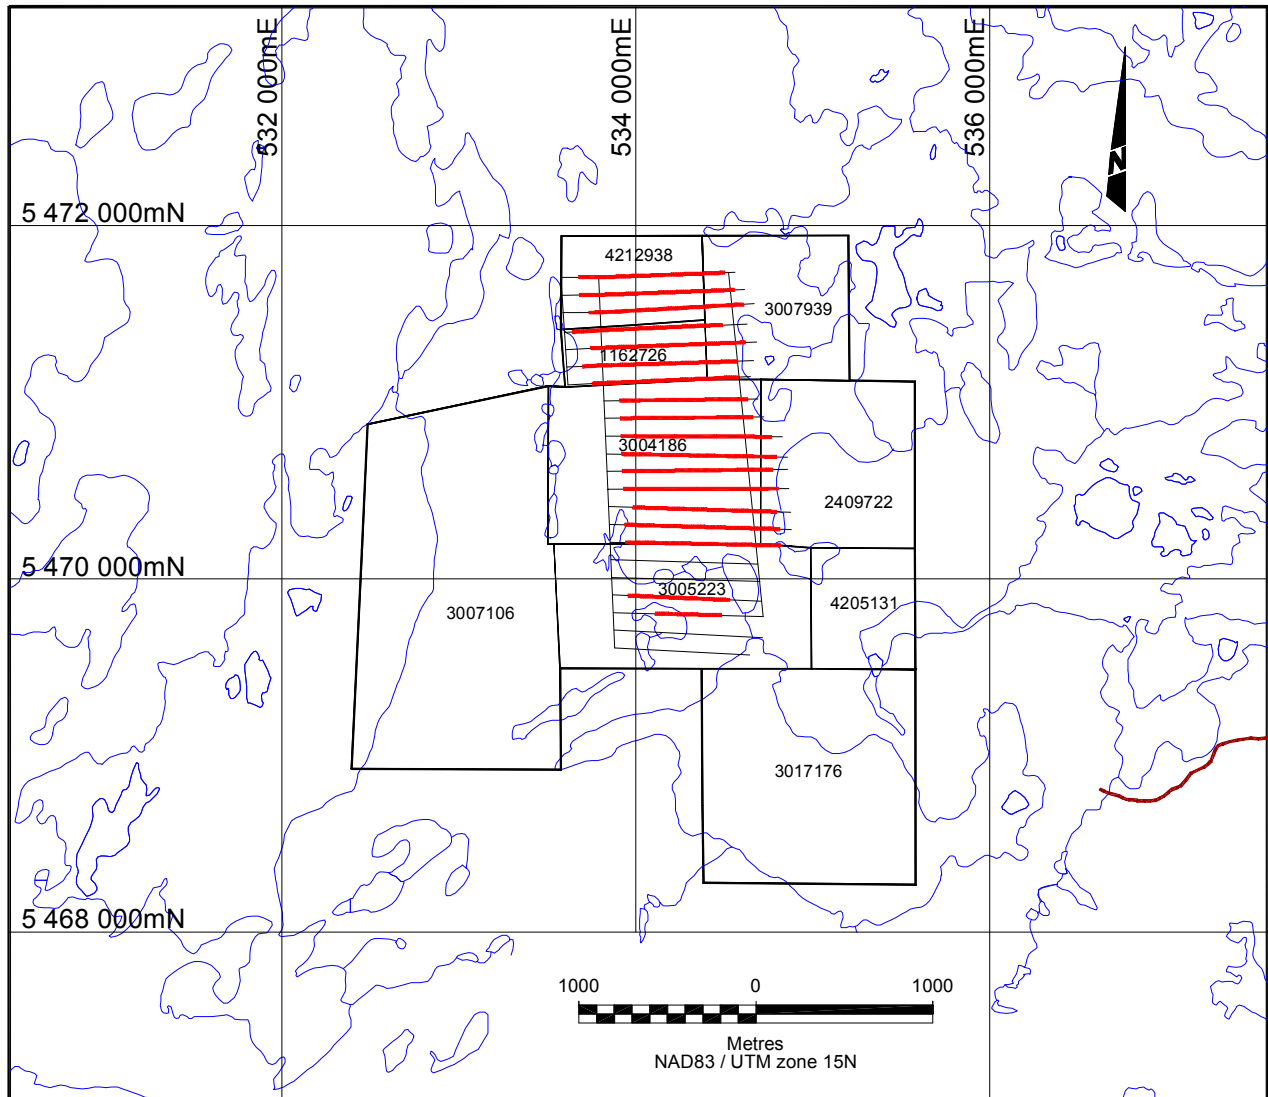 532 000mE
534 000mE
536 000mE
N
5 472 000mN
4212938
3007939
1162726
3004186
2409722
5 470 000mN
3005223
4205131
3007106
3017176
5 468 000mN
1000 0 1000
Metres
NAD83 / UTM zone 15N